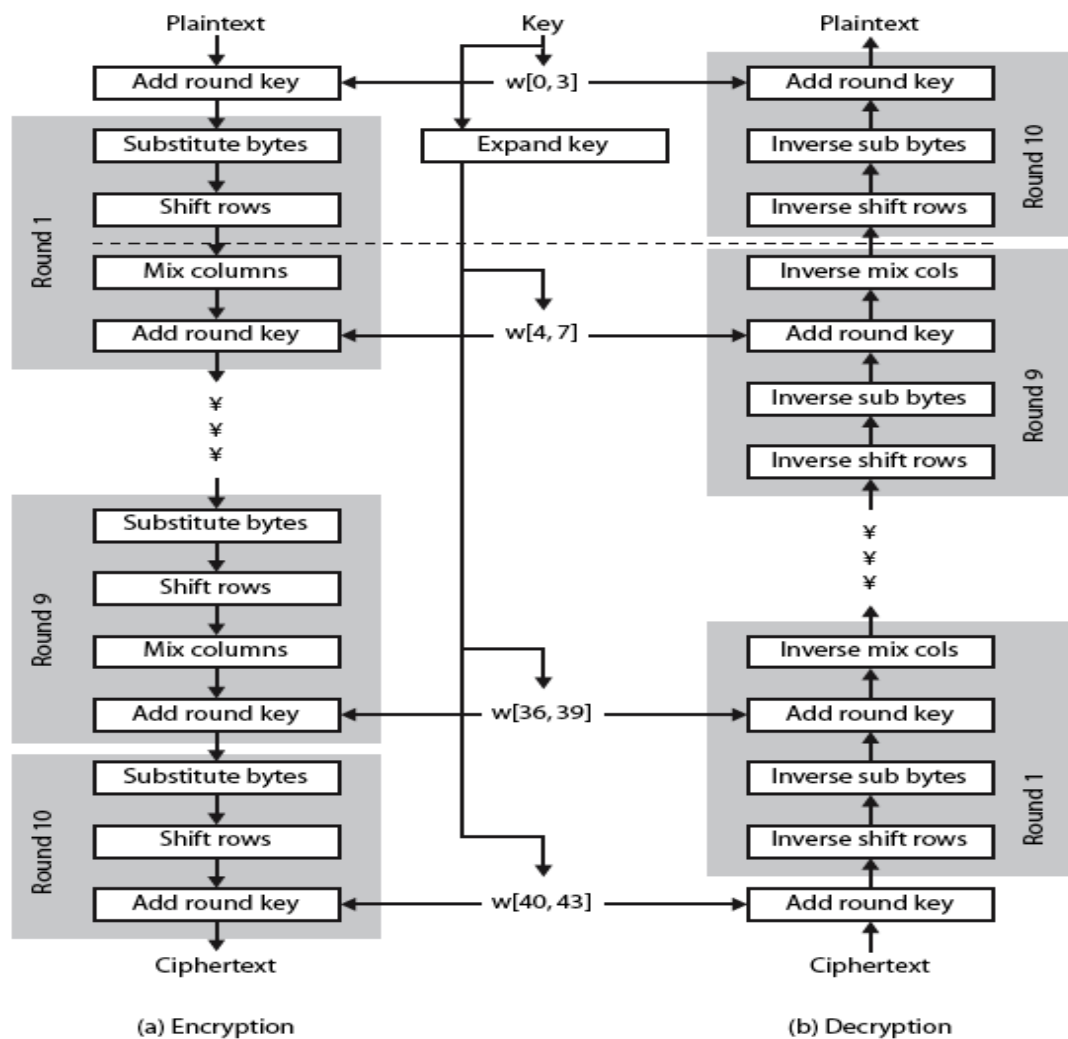 Plaintext
Add round key
Round 1
Substitute bytes
Shift rows
Mix columns
Add round key
¥
¥
¥
Round 9
Substitute bytes
Shift rows
Mix columns
Add round key
Round 10
Substitute bytes
Shift rows
Add round key
Ciphertext
(a) Encryption
Key
w[0, 3]
Expand key
w[4, 7]
w[36, 39]
w[40, 43]
Plaintext
Add round key
Inverse sub bytes
Inverse shift rows
Round 10
Inverse mix cols
Add round key
Inverse sub bytes
Inverse shift rows
Round 9
¥
¥
¥
Inverse mix cols
Add round key
Inverse sub bytes
Inverse shift rows
Round 1
Add round key
Ciphertext
(b) Decryption